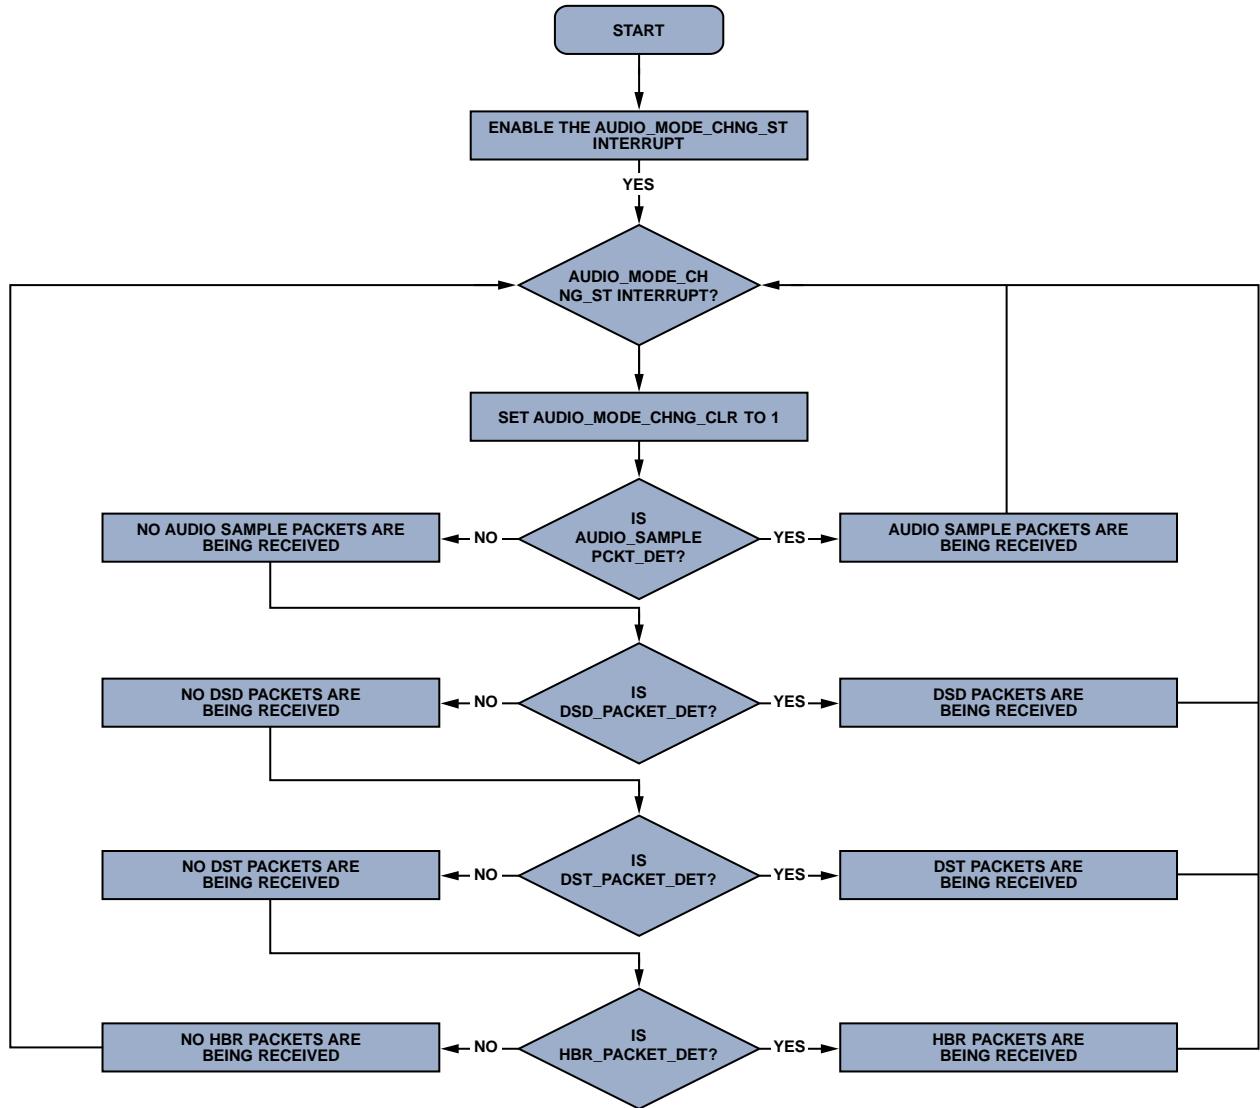 START
ENABLE THE AUDIO_MODE_CHNG_ST
INTERRUPT
YES
AUDIO_MODE_CH
NG_ST INTERRUPT?
SET AUDIO_MODE_CHNG_CLR TO 1
NO AUDIO SAMPLE PACKETS ARE
BEING RECEIVED
NO
IS
AUDIO_SAMPLE
PCKT_DET?
YES
AUDIO SAMPLE PACKETS ARE
BEING RECEIVED
NO DSD PACKETS ARE
BEING RECEIVED
NO
IS
DSD_PACKET_DET?
YES
DSD PACKETS ARE
BEING RECEIVED
NO DST PACKETS ARE
BEING RECEIVED
NO
IS
DST_PACKET_DET?
YES
DST PACKETS ARE
BEING RECEIVED
NO HBR PACKETS ARE
BEING RECEIVED
NO
IS
HBR_PACKET_DET?
YES
HBR PACKETS ARE
BEING RECEIVED